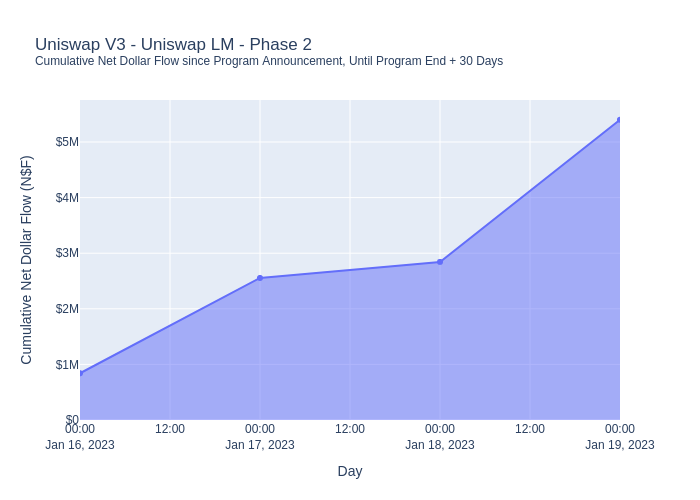 Uniswap V3 - Uniswap LM - Phase 2
Cumulative Net Dollar Flow since Program Announcement, Until Program End + 30 Days
Cumulative Net Dollar Flow (N$F)
$5M
$4M
$3M
$2M
$1M
$0
00:00 12:00 00:00 12:00 00:00 12:00 00:00
Jan 16, 2023 Jan 17, 2023 Jan 18, 2023 Jan 19, 2023
Day